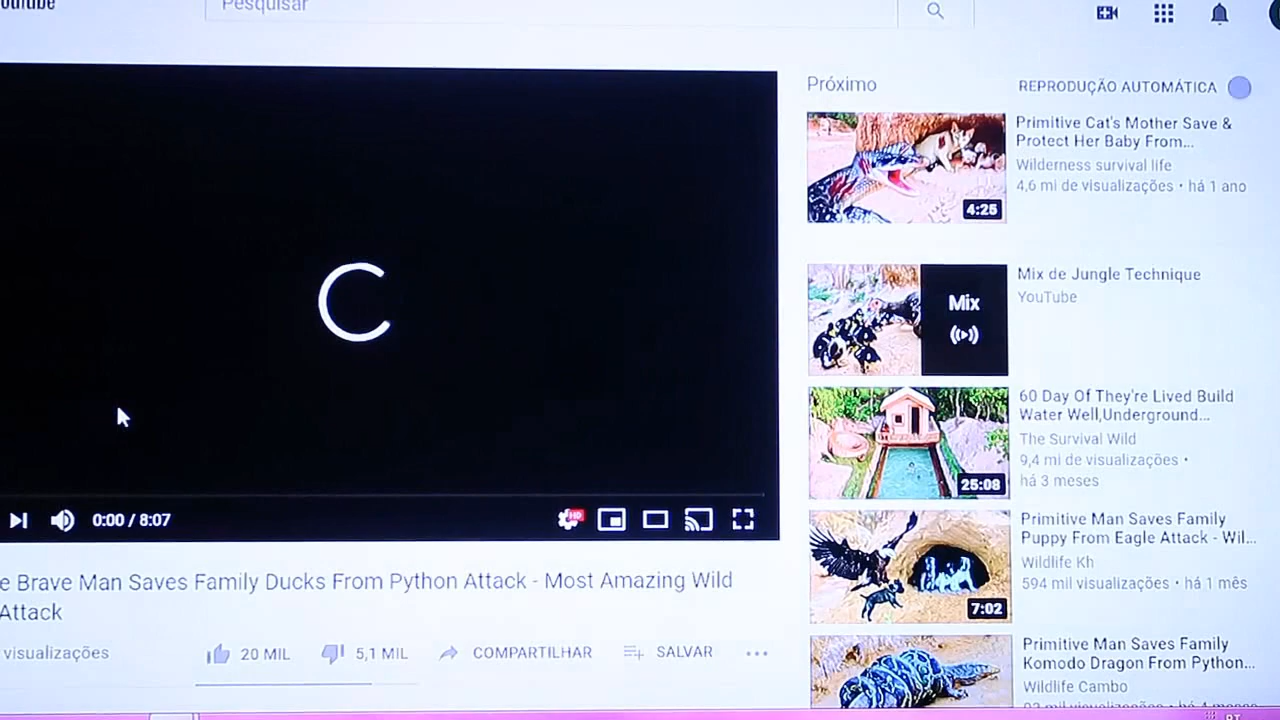 Pesquisar
0:00 / 8:07
HD
e Brave Man Saves Family Ducks From Python Attack - Most Amazing Wild
Attack
visualizações
20 MIL
5,1 MIL
COMPARTILHAR
SALVAR
Próximo
REPRODUÇÃO AUTOMÁTICA
4:25
Primitive Cat's Mother Save &
Protect Her Baby From...
Wilderness survival life
4,6 mi de visualizações • há 1 ano
Mix
Mix de Jungle Technique
YouTube
25:08
60 Day Of They're Lived Build
Water Well,Underground...
The Survival Wild
9,4 mi de visualizações •
há 3 meses
7:02
Primitive Man Saves Family
Puppy From Eagle Attack - Wil...
Wildlife Kh
594 mil visualizações • há 1 mês
Primitive Man Saves Family
Komodo Dragon From Python...
Wildlife Cambo